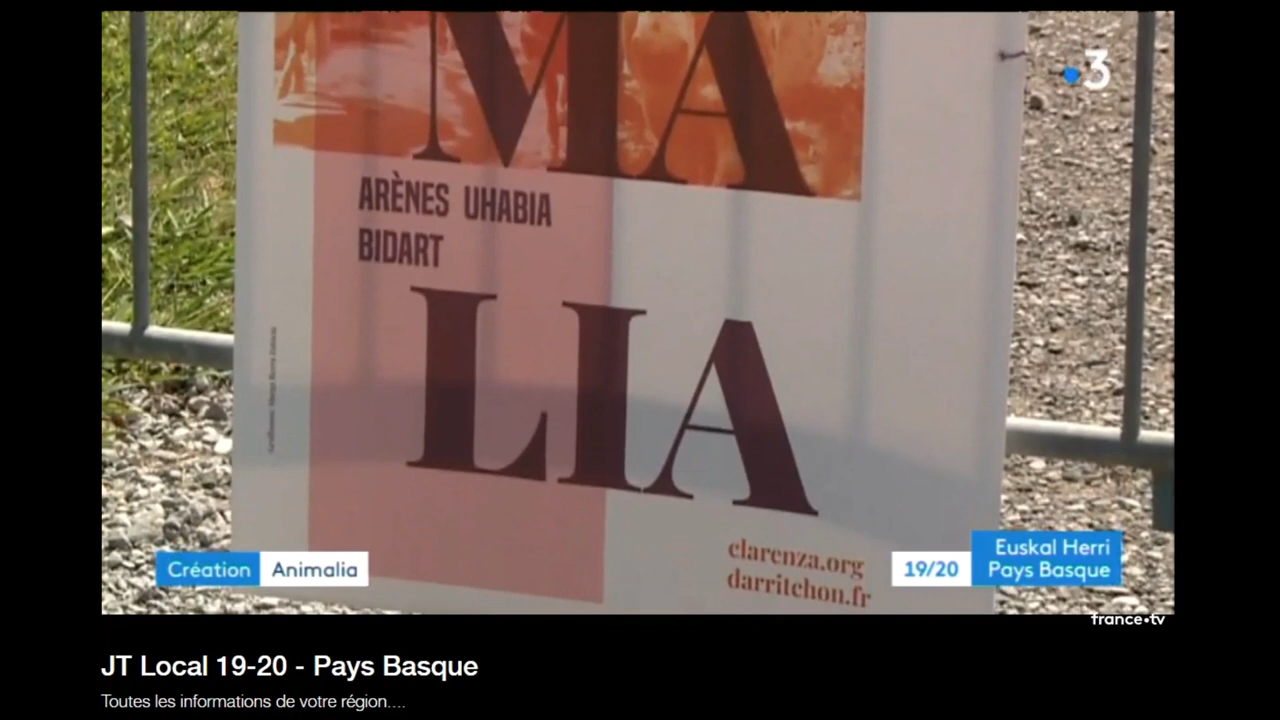 MA
3
ARÈNES UHABIA
BIDART
LIA
clarenza.org
darritchon.fr
Création Animalia
19/20 Euskal Herri
Pays Basque
france•tv
JT Local 19-20 - Pays Basque
Toutes les informations de votre région....